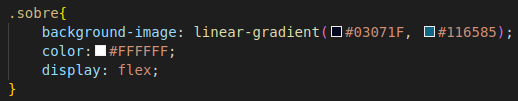 .sobre{
    background-image: linear-gradient(#03071F, #116585);
    color:#FFFFFF;
    display: flex;
}